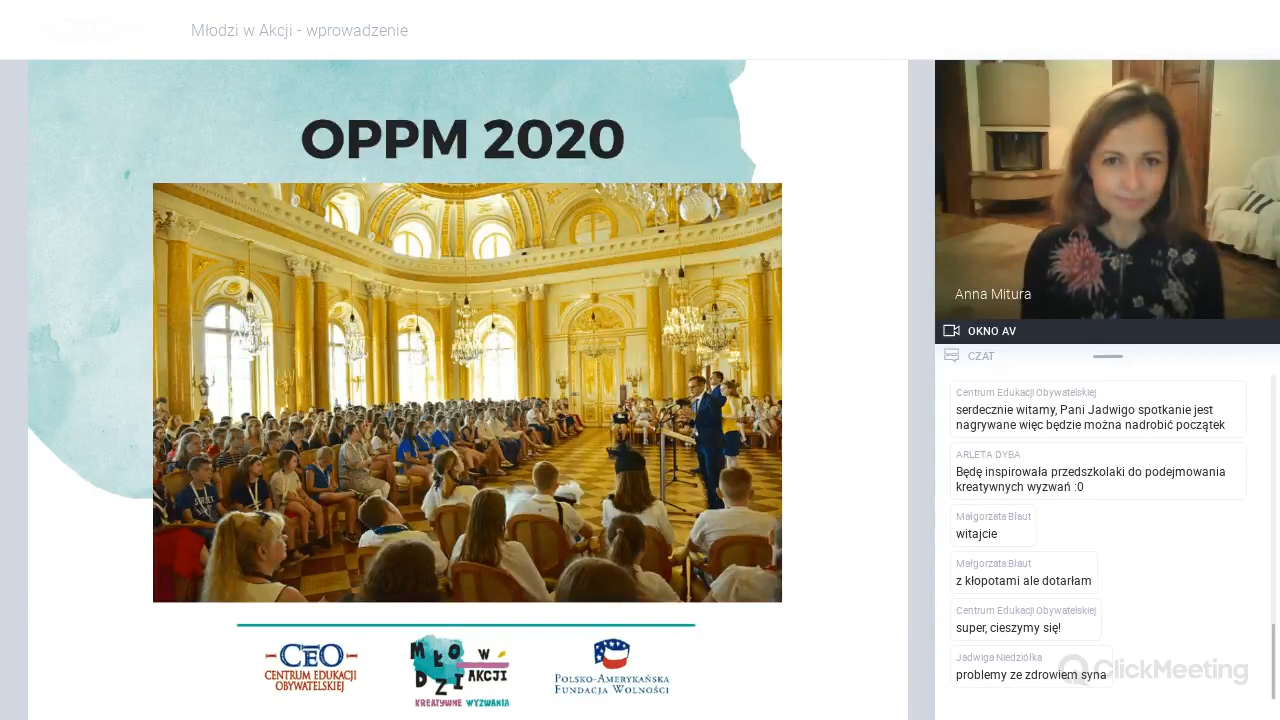 Młodzi w Akcji - wprowadzenie
OPPM 2020
CEO
CENTRUM EDUKACJI
OBYWATELSKIEJ
MŁO
W
DZI
AKCJI
KREATYWNE WYZWANIA
POLSKO-AMERYKAŃSKA
FUNDACJA WOLNOŚCI
Anna Mitura
OKNO AV
CZAT
Centrum Edukacji Obywatelskiej
serdecznie witamy, Pani Jadwigo spotkanie jest
nagrywane więc będzie można nadrobić początek
ARLETA DYBA
Będę inspirowała przedszkolaki do podejmowania
kreatywnych wyzwań :0
Małgorzata Blaut
witajcie
Małgorzata Blaut
z kłopotami ale dotarłam
Centrum Edukacji Obywatelskiej
super, cieszymy się!
Jadwiga Niedziółka
problemy ze zdrowiem syna
ClickMeeting